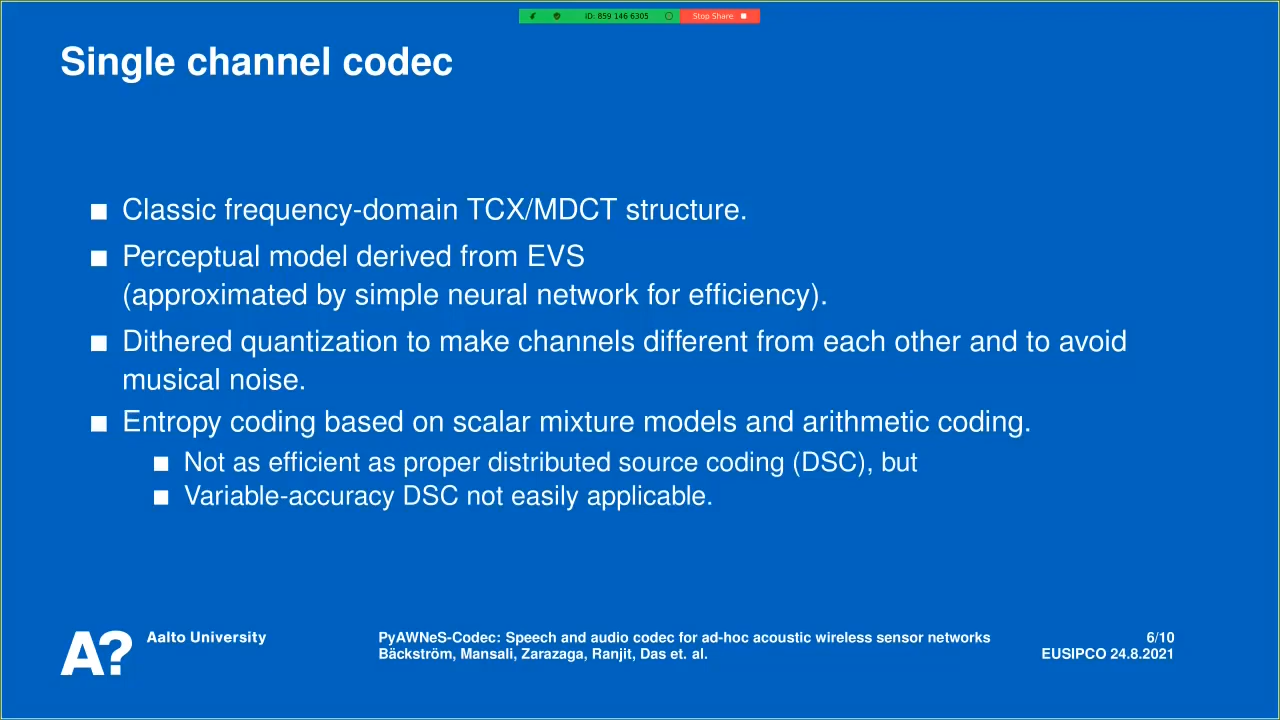 ID: 859 146 6305
Stop Share
Single channel codec
Classic frequency-domain TCX/MDCT structure.
Perceptual model derived from EVS
(approximated by simple neural network for efficiency).
Dithered quantization to make channels different from each other and to avoid
musical noise.
Entropy coding based on scalar mixture models and arithmetic coding.
Not as efficient as proper distributed source coding (DSC), but
Variable-accuracy DSC not easily applicable.
A?
Aalto University
PyAWNeS-Codec: Speech and audio codec for ad-hoc acoustic wireless sensor networks
Bäckström, Mansali, Zarazaga, Ranjit, Das et. al.
6/10
EUSIPCO 24.8.2021